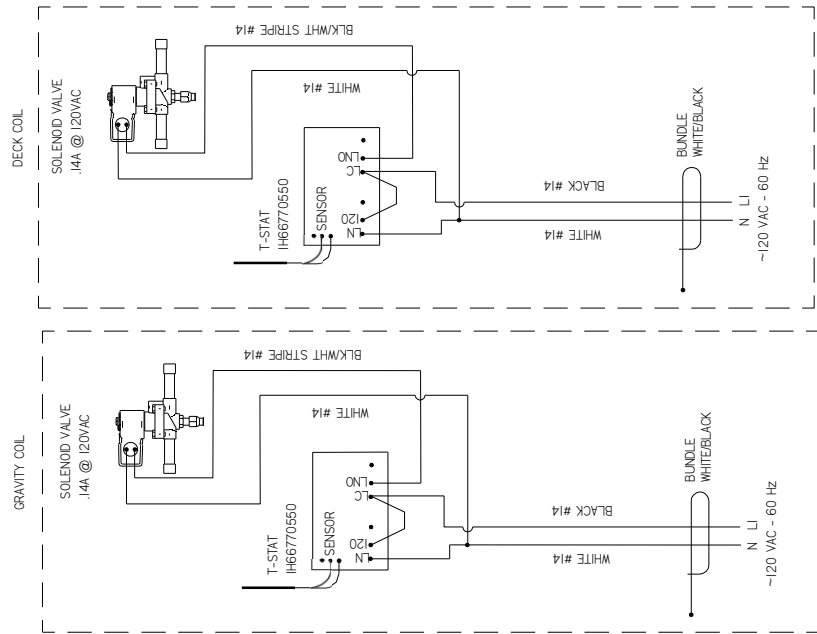 DECK COIL
SOLENOID VALVE
.14A @ 120VAC
BLK/WHT STRIPE #14
WHITE #14
T-STAT
IH66770550
SENSOR
LNO
LC
120
LN
BLACK #14
WHITE #14
BUNDLE
WHITE/BLACK
L1
N
~120 VAC - 60 Hz
GRAVITY COIL
SOLENOID VALVE
.14A @ 120VAC
BLK/WHT STRIPE #14
WHITE #14
T-STAT
IH66770550
SENSOR
LNO
LC
120
LN
BLACK #14
WHITE #14
BUNDLE
WHITE/BLACK
L1
N
~120 VAC - 60 Hz